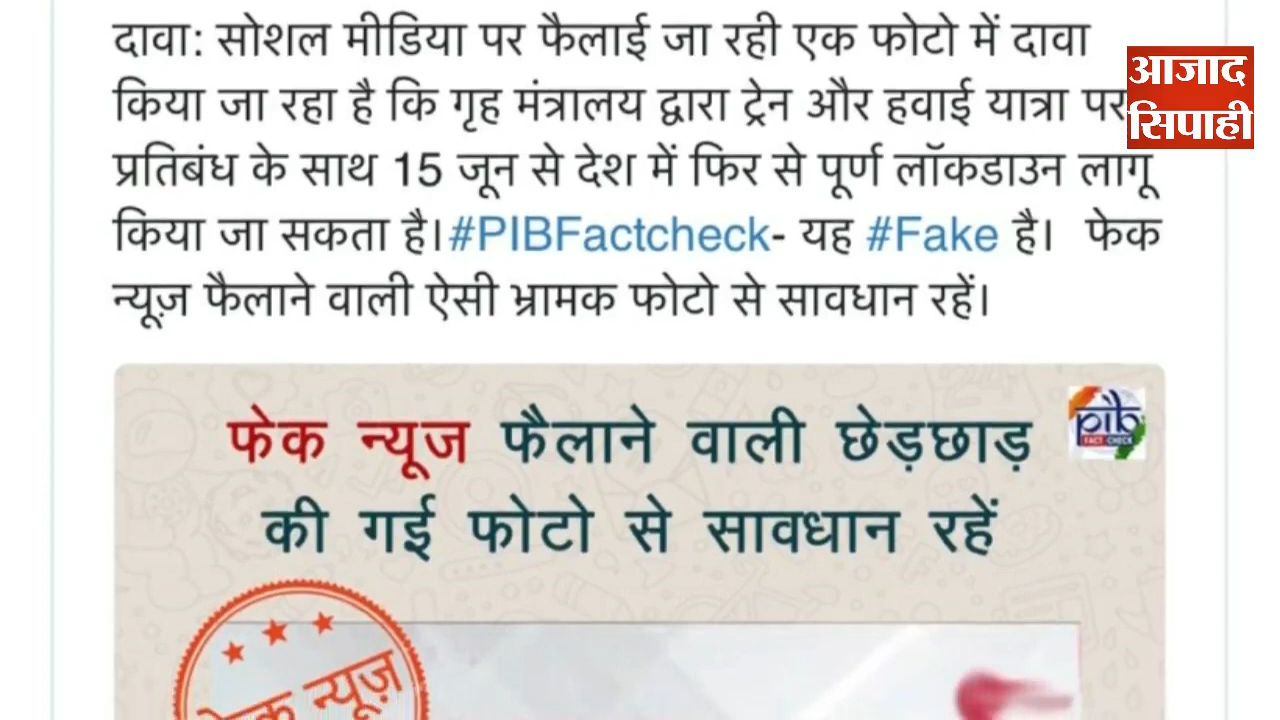 दावा: सोशल मीडिया पर फैलाई जा रही एक फोटो में दावा
किया जा रहा है कि गृह मंत्रालय द्वारा ट्रेन और हवाई यात्रा पर
प्रतिबंध के साथ 15 जून से देश में फिर से पूर्ण लॉकडाउन लागू
किया जा सकता है। #PIBFactcheck- यह #Fake है। फेक
न्यूज़ फैलाने वाली ऐसी भ्रामक फोटो से सावधान रहें।
आजाद
सिपाही
फेक न्यूज फैलाने वाली छेड़छाड़
की गई फोटो से सावधान रहें
pib
FACT CHECK
फेक न्यूज़